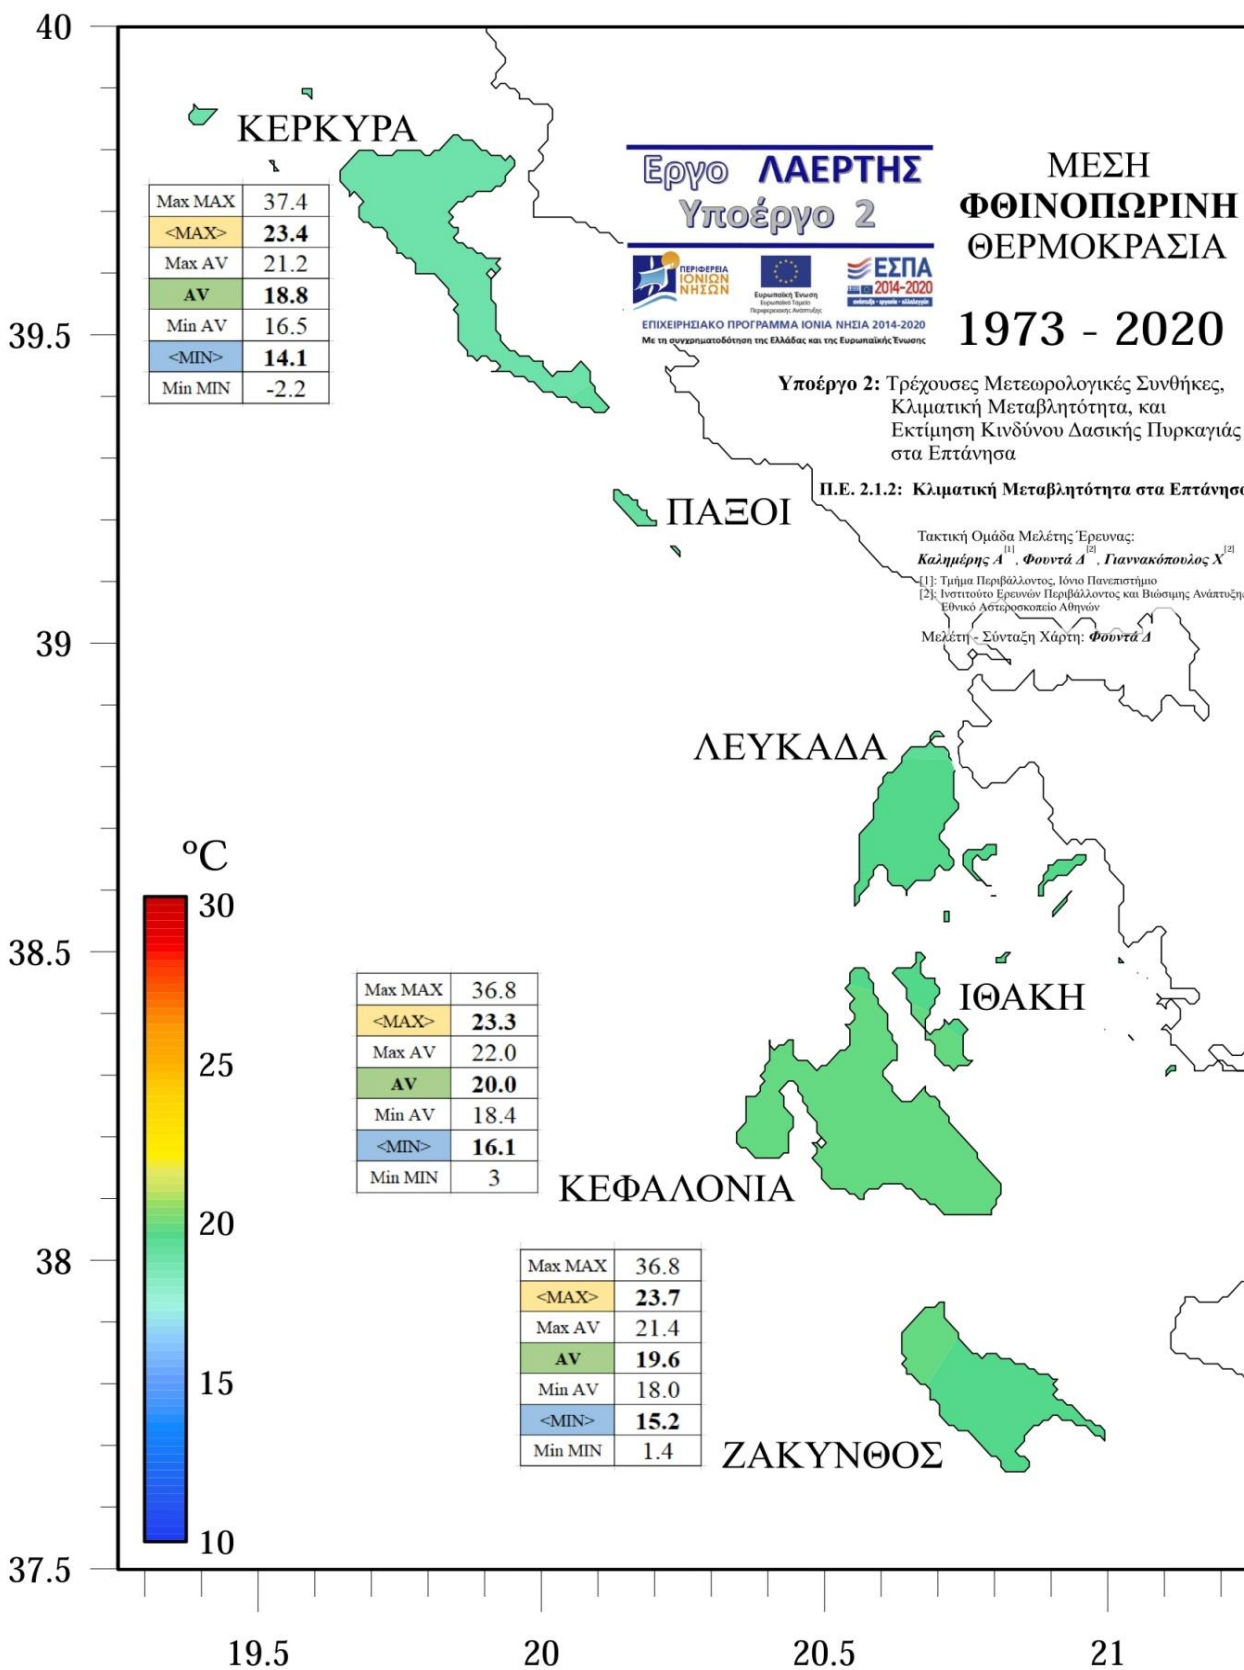 40
ΚΕΡΚΥΡΑ
Max MAX 37.4
<MAX> 23.4
Max AV 21.2
AV 18.8
Min AV 16.5
<MIN> 14.1
Min MIN -2.2
Εργο ΛΑΕΡΤΗΣ
Υποέργο 2
ΠΕΡΙΦΕΡΕΙΑ
ΙΟΝΙΩΝ
ΝΗΣΩΝ
Ευρωπαϊκή Ένωση
Ευρωπαϊκό Ταμείο
Περιφερειακής Ανάπτυξης
ΕΣΠΑ
2014-2020
ανάπτυξη - εργασία - αλληλεγγύη
ΕΠΙΧΕΙΡΗΣΙΑΚΟ ΠΡΟΓΡΑΜΜΑ ΙΟΝΙΑ ΝΗΣΙΑ 2014-2020
Με τη συγχρηματοδότηση της Ελλάδας και της Ευρωπαϊκής Ένωσης
ΜΕΣΗ
ΦΘΙΝΟΠΩΡΙΝΗ
ΘΕΡΜΟΚΡΑΣΙΑ
1973 - 2020
39.5
Υποέργο 2: Τρέχουσες Μετεωρολογικές Συνθήκες,
Κλιματική Μεταβλητότητα, και
Εκτίμηση Κινδύνου Δασικής Πυρκαγιάς
στα Επτάνησα
Π.Ε. 2.1.2: Κλιματική Μεταβλητότητα στα Επτάνησα
ΠΑΞΟΙ
Τακτική Ομάδα Μελέτης Έρευνας:
Καλημέρης Α[1], Φουντά Δ[2], Γιαννακόπουλος Χ[2]
[1]: Τμήμα Περιβάλλοντος, Ιόνιο Πανεπιστήμιο
[2]: Ινστιτούτο Ερευνών Περιβάλλοντος και Βιώσιμης Ανάπτυξης
Εθνικό Αστεροσκοπείο Αθηνών
Μελέτη - Σύνταξη Χάρτη: Φουντά Δ
39
ΛΕΥΚΑΔΑ
ºC
30
25
20
15
10
38.5
ΙΘΑΚΗ
Max MAX 36.8
<MAX> 23.3
Max AV 22.0
AV 20.0
Min AV 18.4
<MIN> 16.1
Min MIN 3
ΚΕΦΑΛΟΝΙΑ
38
Max MAX 36.8
<MAX> 23.7
Max AV 21.4
AV 19.6
Min AV 18.0
<MIN> 15.2
Min MIN 1.4
ΖΑΚΥΝΘΟΣ
37.5
19.5 20 20.5 21